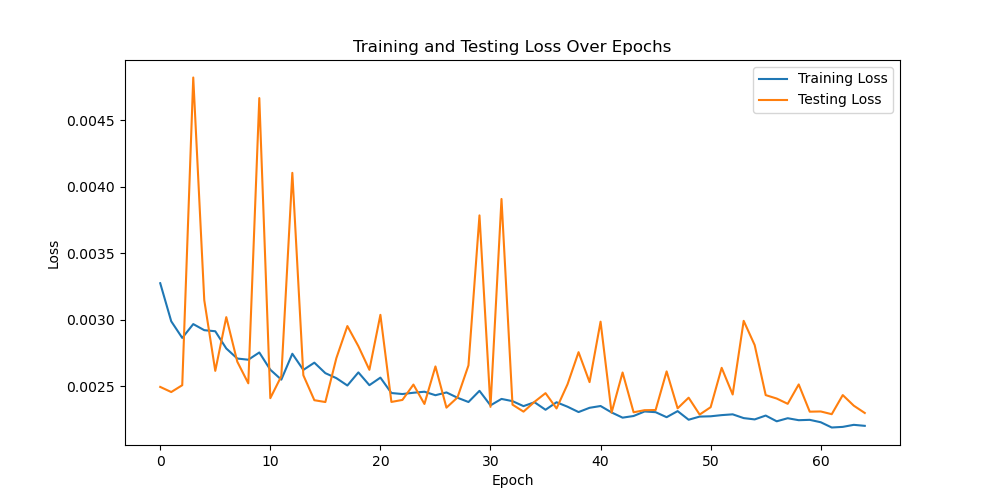 Training and Testing Loss Over Epochs
Training Loss
Testing Loss
0.0045
0.0040
0.0035
0.0030
0.0025
Loss
0 10 20 30 40 50 60
Epoch